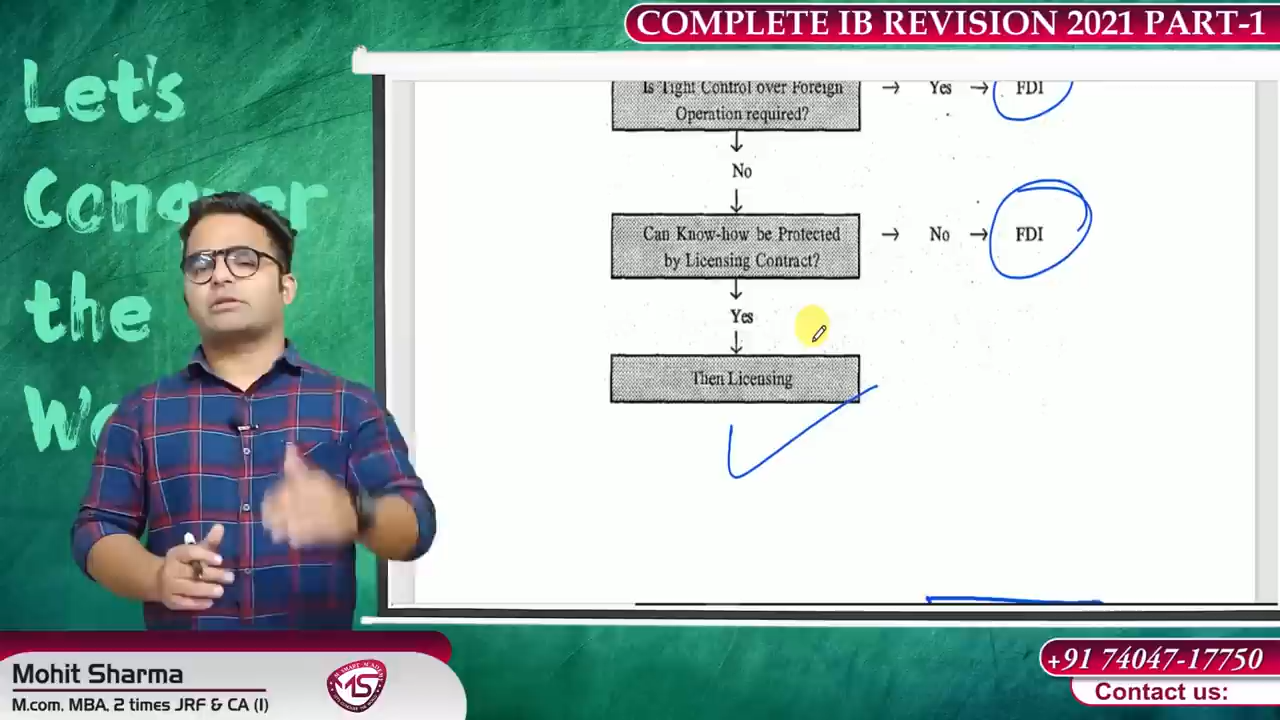 COMPLETE IB REVISION 2021 PART-1
Let's
Conquer
the
Is Tight Control over Foreign
Operation required?
→ Yes → FDI
No
Can Know-how be Protected
by Licensing Contract?
→ No → FDI
Yes
Then Licensing
Mohit Sharma
M.com, MBA, 2 times JRF & CA (I)
MS
+91 74047-17750
Contact us: